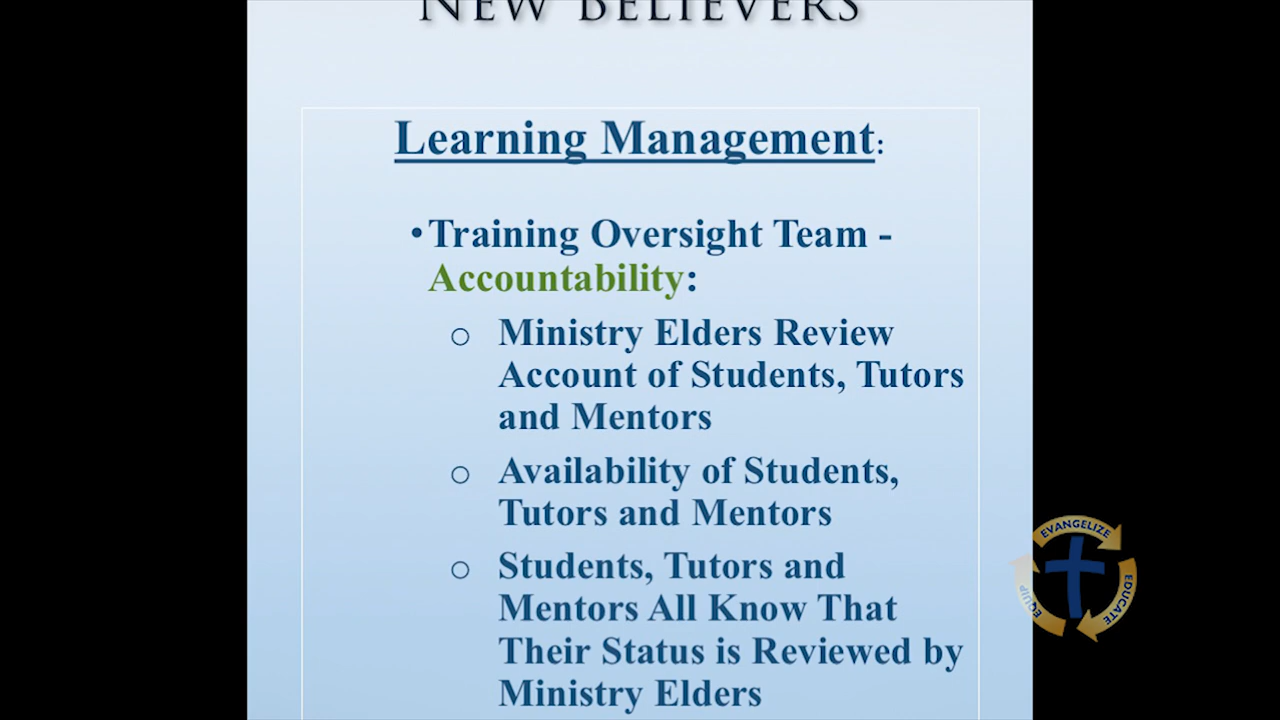 NEW BELIEVERS
Learning Management:
•Training Oversight Team -
Accountability:
o Ministry Elders Review
Account of Students, Tutors
and Mentors
o Availability of Students,
Tutors and Mentors
o Students, Tutors and
Mentors All Know That
Their Status is Reviewed by
Ministry Elders
EVANGELIZE
EDUCATE
EQUIP